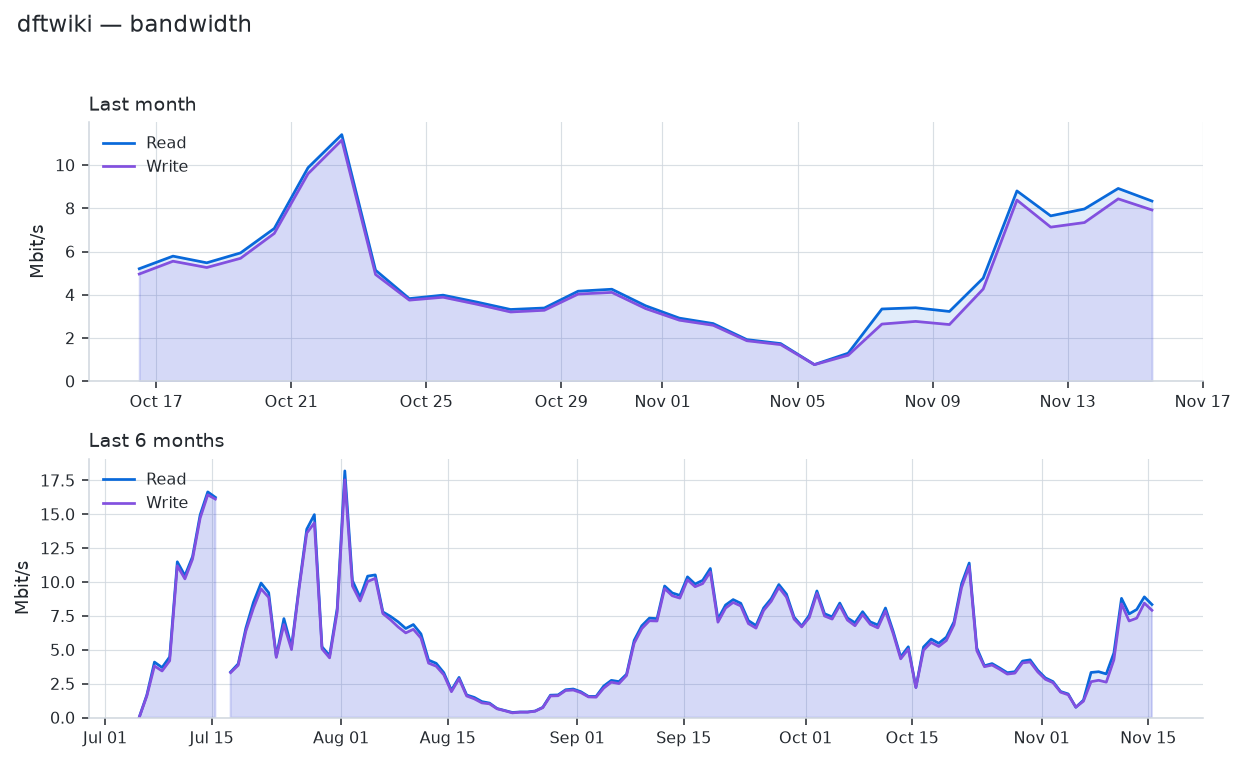 dftwiki — bandwidth
Last month
Read
Write
Mbit/s
10
8
6
4
2
0
Oct 17 Oct 21 Oct 25 Oct 29 Nov 01 Nov 05 Nov 09 Nov 13 Nov 17
Last 6 months
Read
Write
Mbit/s
17.5
15.0
12.5
10.0
7.5
5.0
2.5
0.0
Jul 01 Jul 15 Aug 01 Aug 15 Sep 01 Sep 15 Oct 01 Oct 15 Nov 01 Nov 15